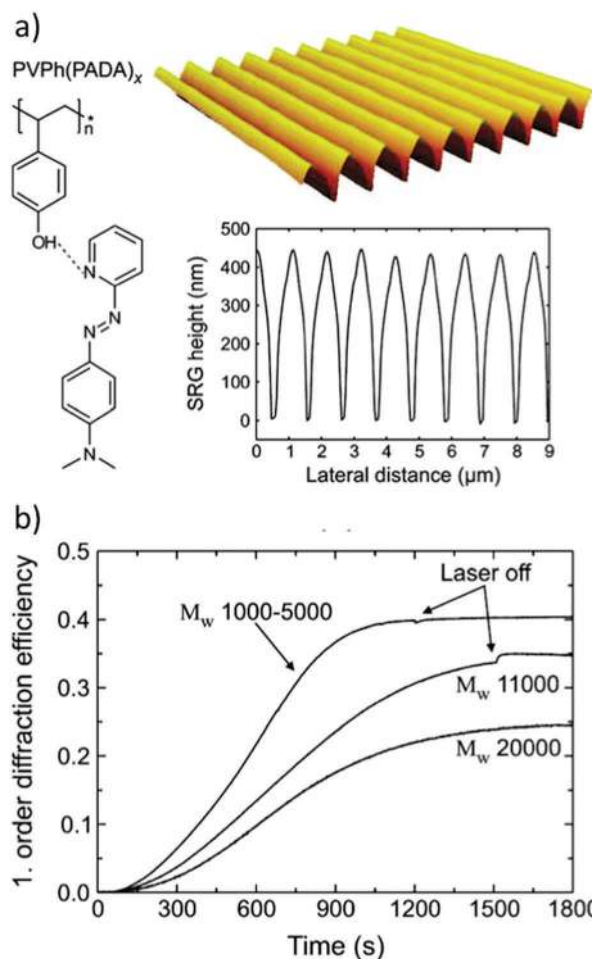 a)
PVPh(PADA)x
*
n
OH
N
N
N
N
500
400
300
200
100
0
SRG height (nm)
0 1 2 3 4 5 6 7 8 9
Lateral distance (µm)
b)
0.5
0.4
0.3
0.2
0.1
0.0
1. order diffraction efficiency
Laser off
Mw 1000-5000
Mw 11000
Mw 20000
0 300 600 900 1200 1500 1800
Time (s)